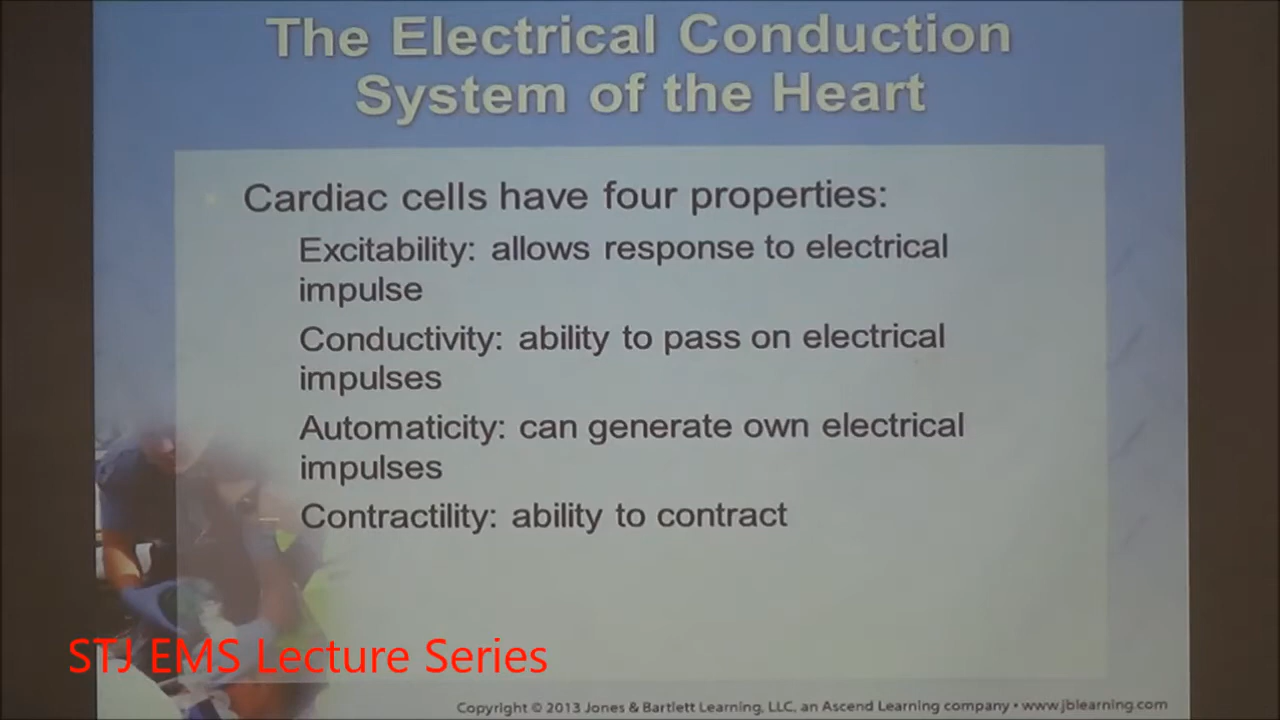 The Electrical Conduction
System of the Heart
Cardiac cells have four properties:
Excitability: allows response to electrical
impulse
Conductivity: ability to pass on electrical
impulses
Automaticity: can generate own electrical
impulses
Contractility: ability to contract
STJ EMS Lecture Series
Copyright © 2013 Jones & Bartlett Learning, LLC, an Ascend Learning company • www.jblearning.com